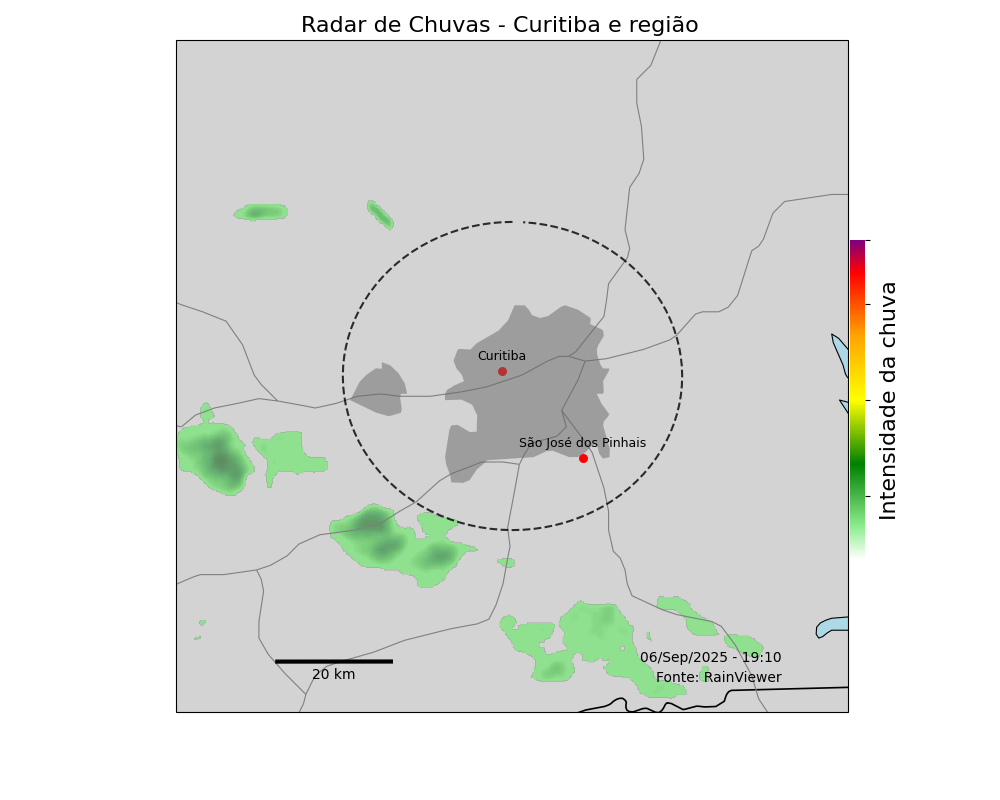 Radar de Chuvas - Curitiba e região
Curitiba
São José dos Pinhais
Intensidade da chuva
06/Sep/2025 - 19:10
20 km
Fonte: RainViewer